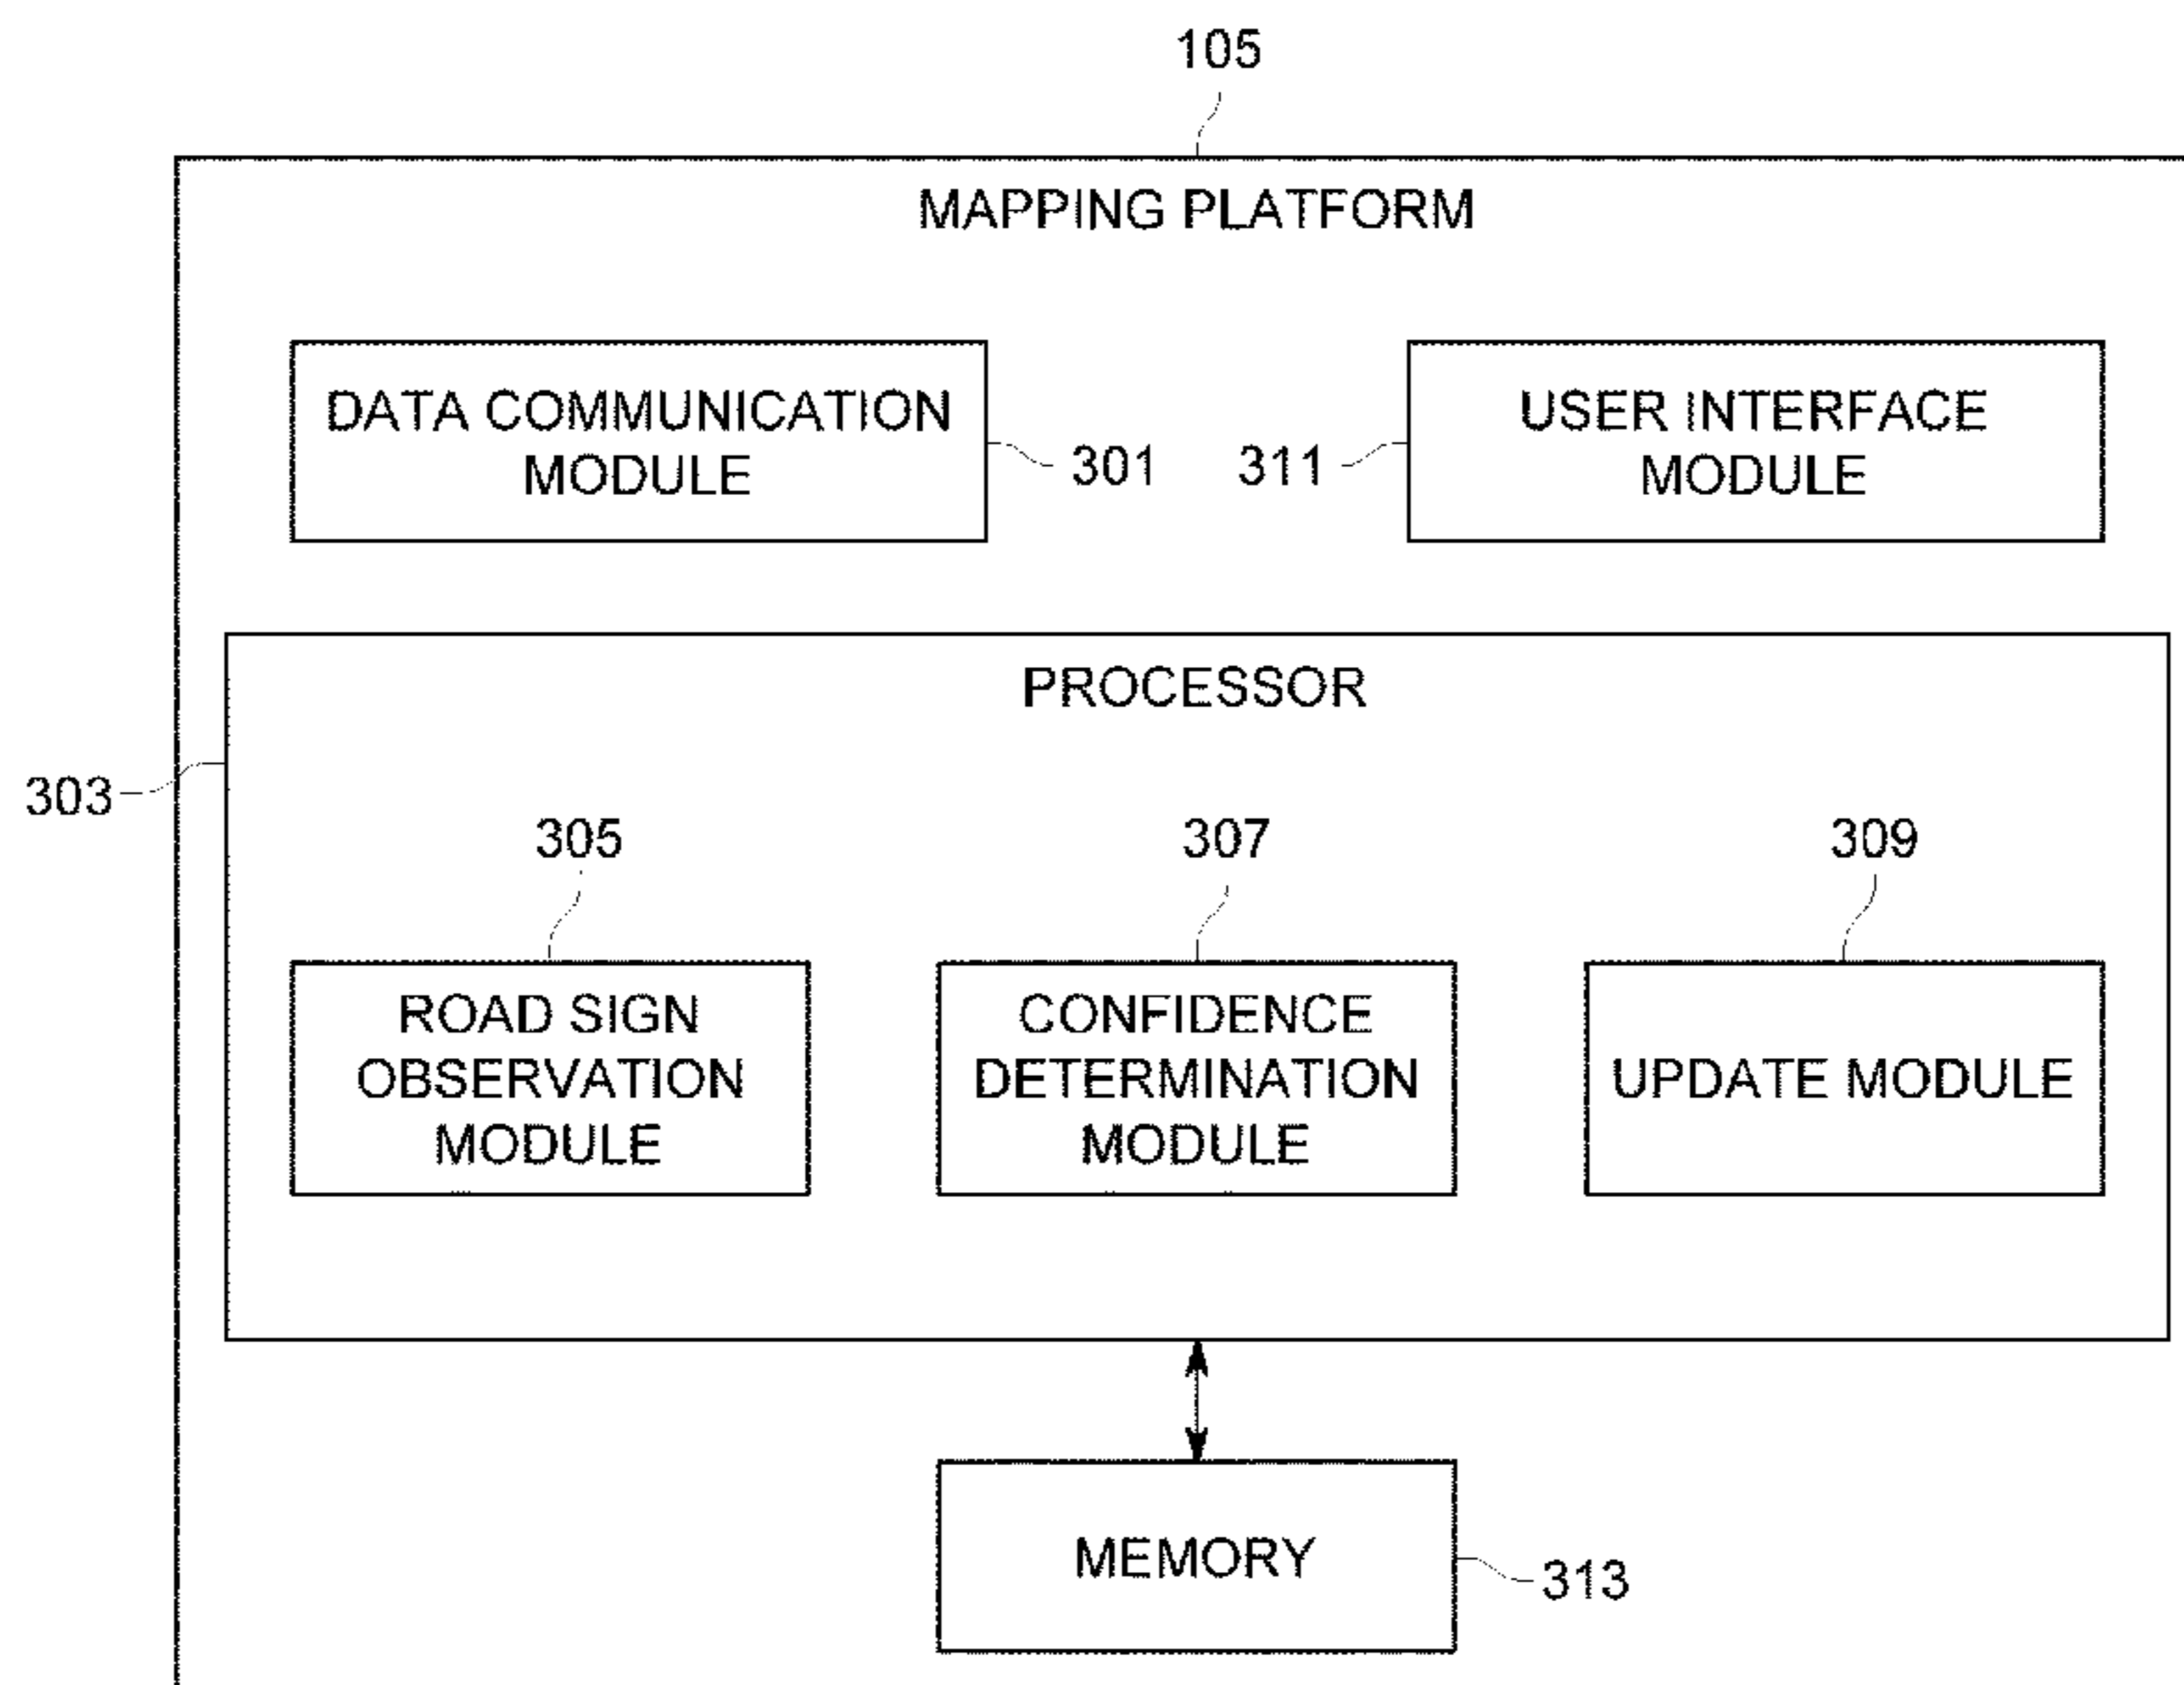 105
MAPPING PLATFORM
DATA COMMUNICATION
MODULE
301
311
USER INTERFACE
MODULE
PROCESSOR
303
305
307
309
ROAD SIGN
OBSERVATION
MODULE
CONFIDENCE
DETERMINATION
MODULE
UPDATE MODULE
MEMORY
313